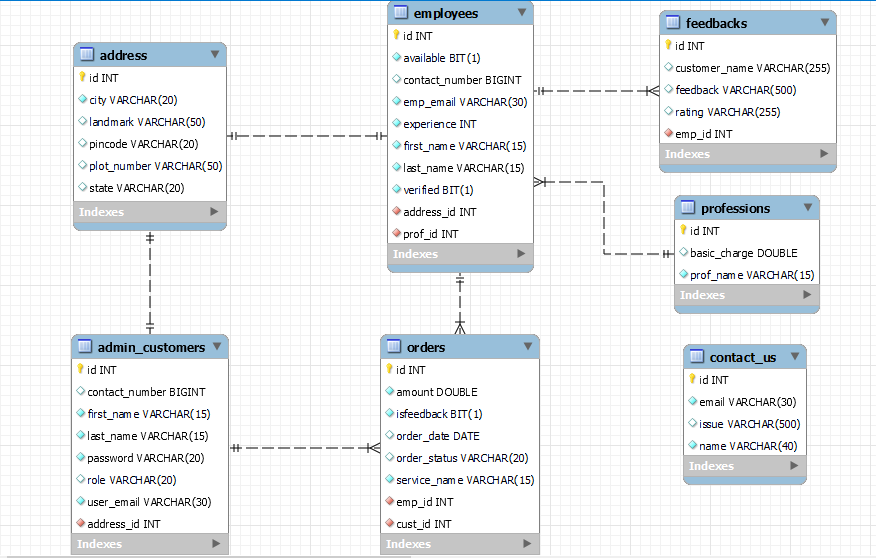 address
id INT
city VARCHAR(20)
landmark VARCHAR(50)
pincode VARCHAR(20)
plot_number VARCHAR(50)
state VARCHAR(20)
Indexes
employees
id INT
available BIT(1)
contact_number BIGINT
emp_email VARCHAR(30)
experience INT
first_name VARCHAR(15)
last_name VARCHAR(15)
verified BIT(1)
address_id INT
prof_id INT
Indexes
feedbacks
id INT
customer_name VARCHAR(255)
feedback VARCHAR(500)
rating VARCHAR(255)
emp_id INT
Indexes
professions
id INT
basic_charge DOUBLE
prof_name VARCHAR(15)
Indexes
admin_customers
id INT
contact_number BIGINT
first_name VARCHAR(15)
last_name VARCHAR(15)
password VARCHAR(20)
role VARCHAR(20)
user_email VARCHAR(30)
address_id INT
Indexes
orders
id INT
amount DOUBLE
isfeedback BIT(1)
order_date DATE
order_status VARCHAR(20)
service_name VARCHAR(15)
emp_id INT
cust_id INT
Indexes
contact_us
id INT
email VARCHAR(30)
issue VARCHAR(500)
name VARCHAR(40)
Indexes